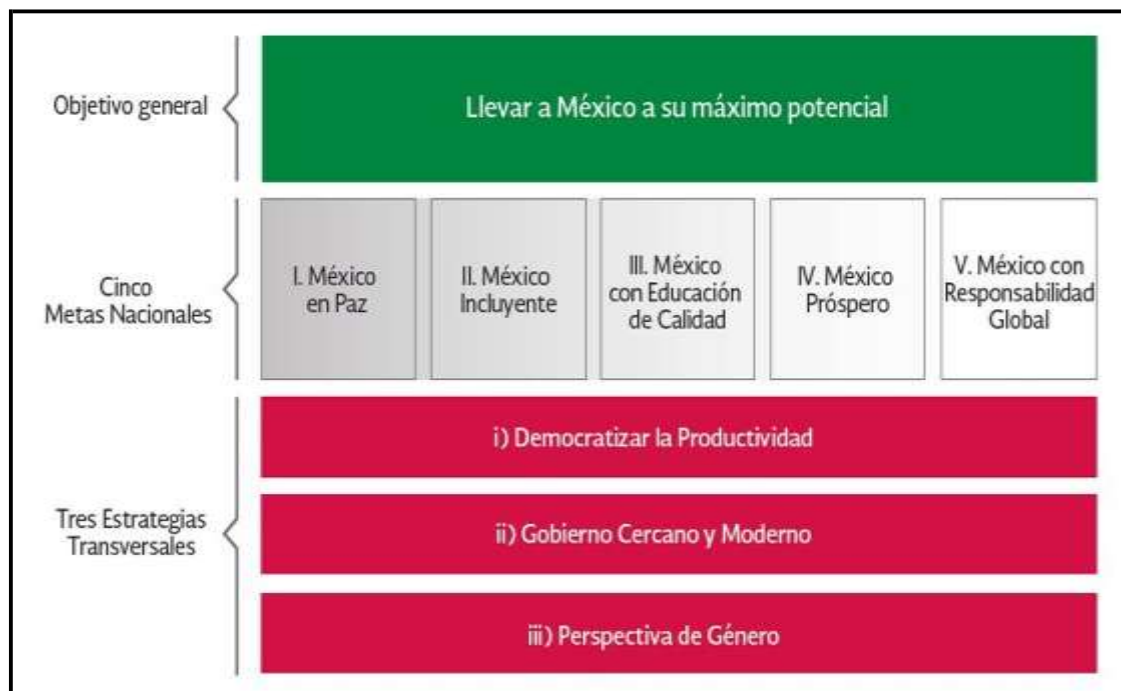 Objetivo general
Llevar a México a su máximo potencial
Cinco
Metas Nacionales
I. México
en Paz
II. México
Incluyente
III. México
con Educación
de Calidad
IV. México
Próspero
V. México con
Responsabilidad
Global
Tres Estrategias
Transversales
i) Democratizar la Productividad
ii) Gobierno Cercano y Moderno
iii) Perspectiva de Género